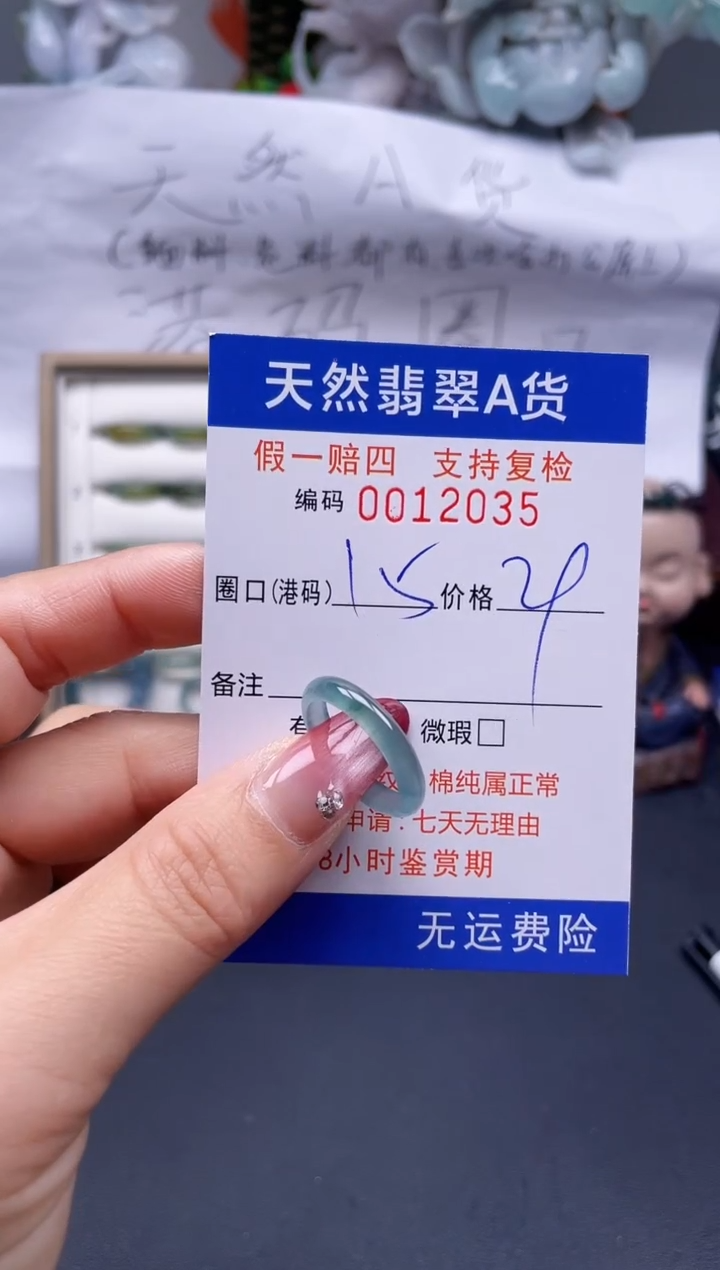 天然A货
天然翡翠A货
假一赔四 支持复检
编码 0012035
圈口(港码) 15 价格
备注
有
微瑕□
纹 棉纯属正常
申请:七天无理由
8小时鉴赏期
无运费险